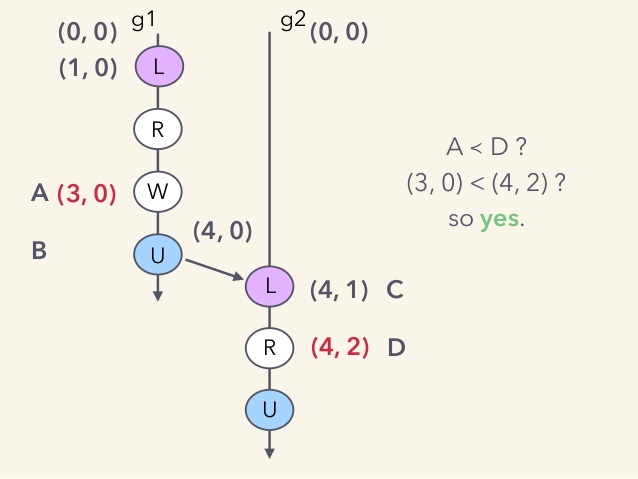 g1
g2
(0, 0)
(0, 0)
(1, 0)
L
R
A (3, 0)
W
B
U
(4, 0)
L
(4, 1) C
R
(4, 2) D
U
A < D ?
(3, 0) < (4, 2) ?
so yes.